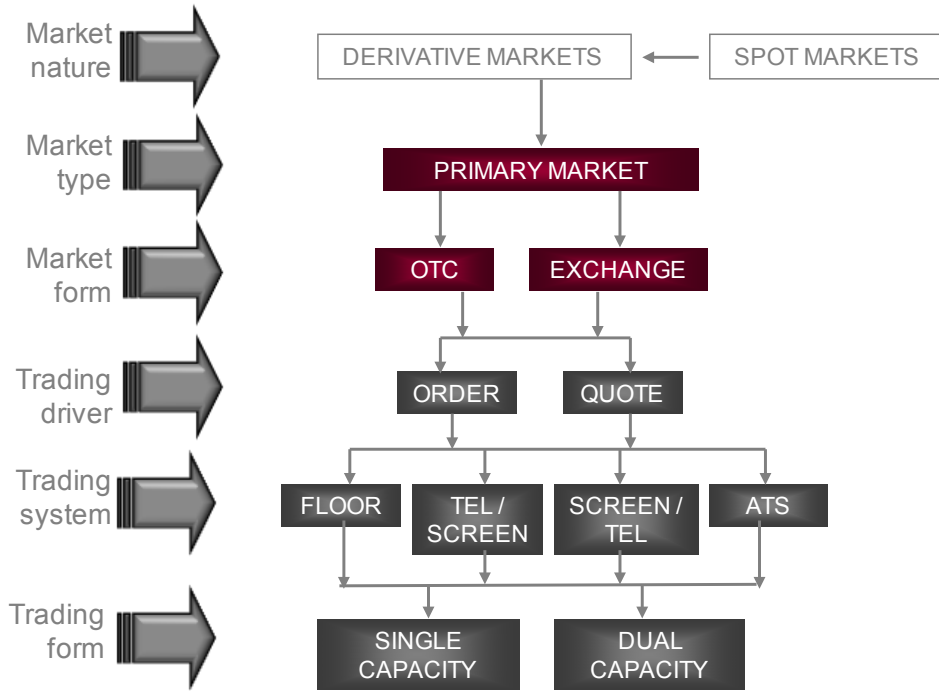 Market
nature
DERIVATIVE MARKETS
SPOT MARKETS
Market
type
PRIMARY MARKET
Market
form
OTC
EXCHANGE
Trading
driver
ORDER
QUOTE
Trading
system
FLOOR
TEL /
SCREEN
SCREEN /
TEL
ATS
Trading
form
SINGLE
CAPACITY
DUAL
CAPACITY